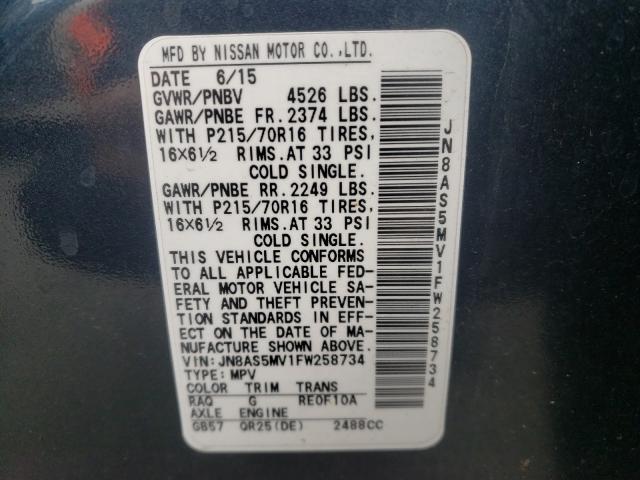 MFD BY NISSAN MOTOR CO.,LTD.
DATE 6/15
GVWR/PNBV 4526 LBS.
GAWR/PNBE FR. 2374 LBS.
WITH P215/70R16 TIRES,
16X6½ RIMS.AT 33 PSI
COLD SINGLE.
GAWR/PNBE RR. 2249 LBS.
WITH P215/70R16 TIRES,
16X6½ RIMS.AT 33 PSI
COLD SINGLE.
THIS VEHICLE CONFORMS
TO ALL APPLICABLE FED-
ERAL MOTOR VEHICLE SA-
FETY AND THEFT PREVEN-
TION STANDARDS IN EFF-
ECT ON THE DATE OF MA-
NUFACTURE SHOWN ABOVE.
VIN:JN8AS5MV1FW258734
TYPE:MPV
COLOR TRIM TRANS
RAQ G RE0F10A
AXLE ENGINE
GB57 QR25(DE) 2488CC
JN8AS5MV1FW258734